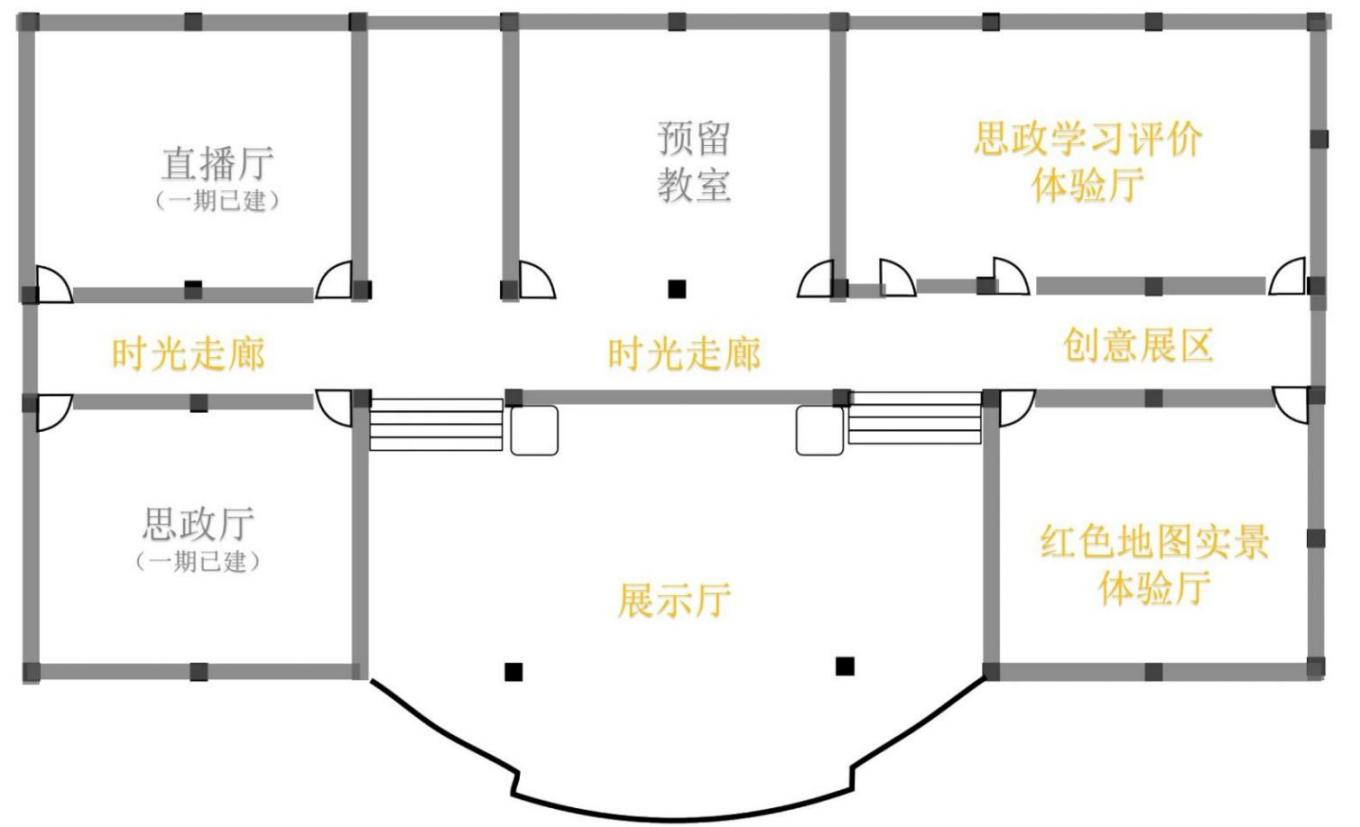 直播厅
（一期已建）
预留
教室
思政学习评价
体验厅
时光走廊
时光走廊
创意展区
思政厅
（一期已建）
展示厅
红色地图实景
体验厅